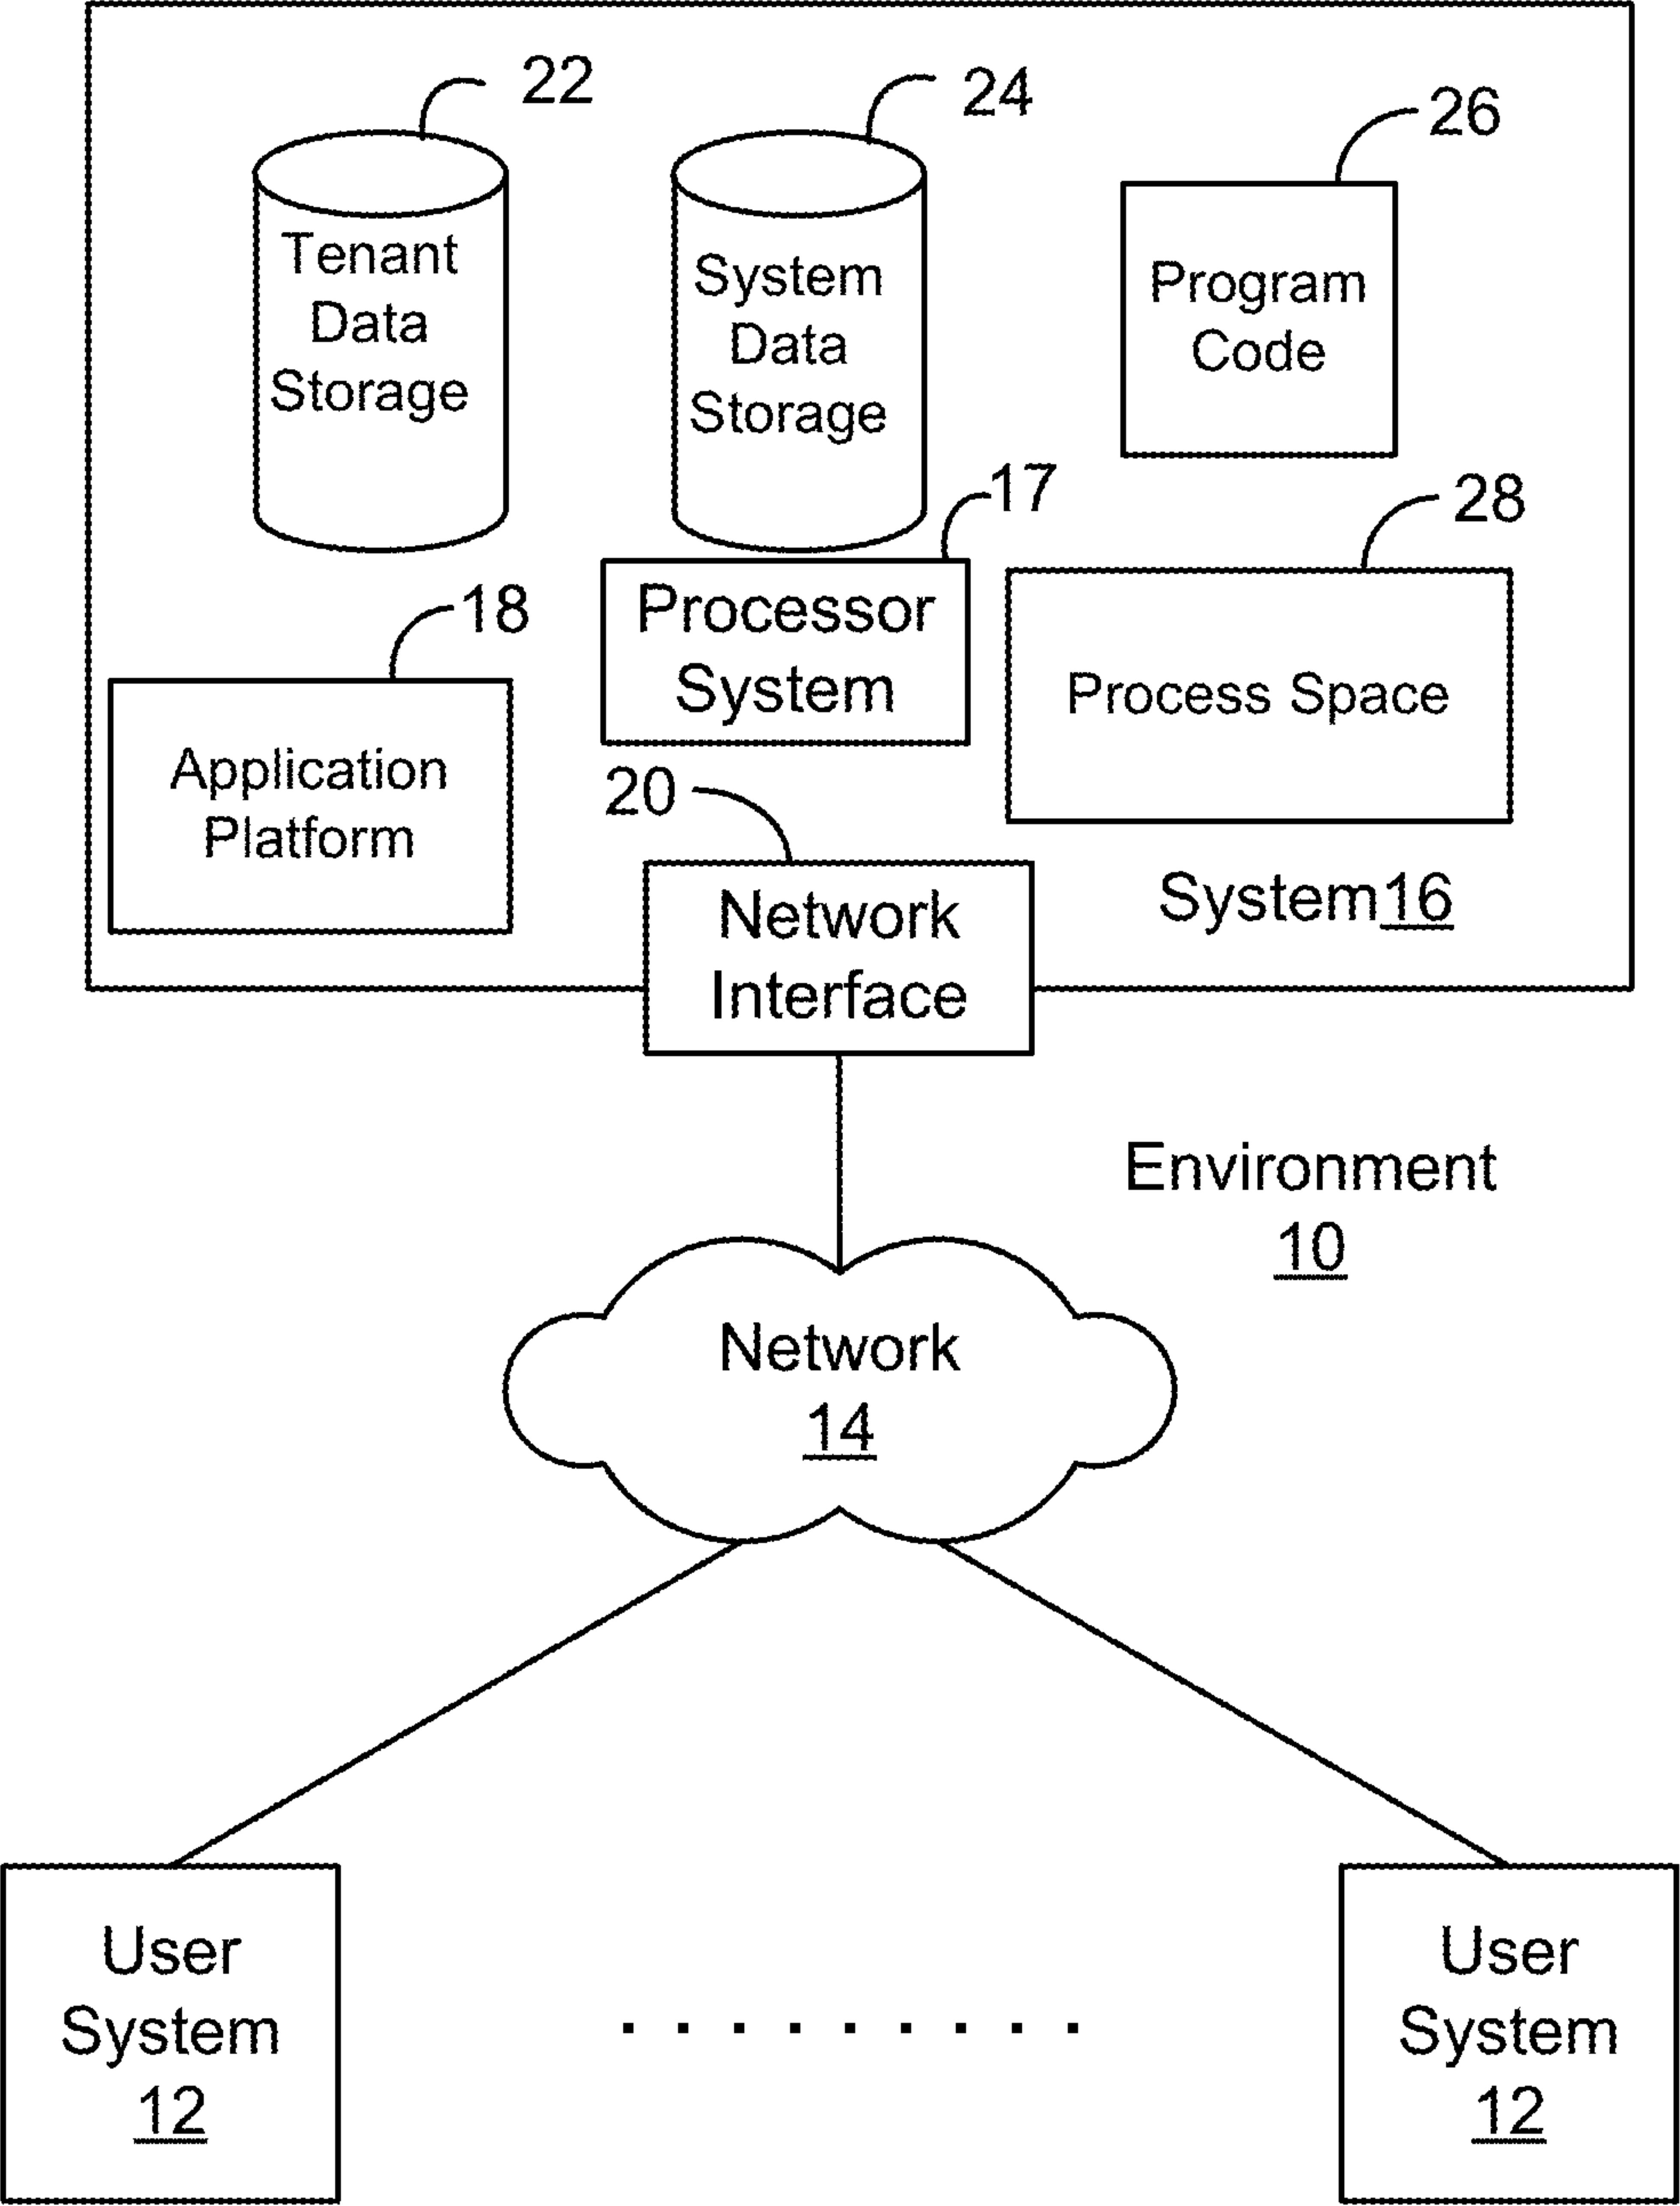 22
24
26
Tenant
Data
Storage
System
Data
Storage
Program
Code
17
28
18
Processor
System
Process Space
Application
Platform
20
Network
Interface
System16
Environment
10
Network
14
User
System
12
User
System
12